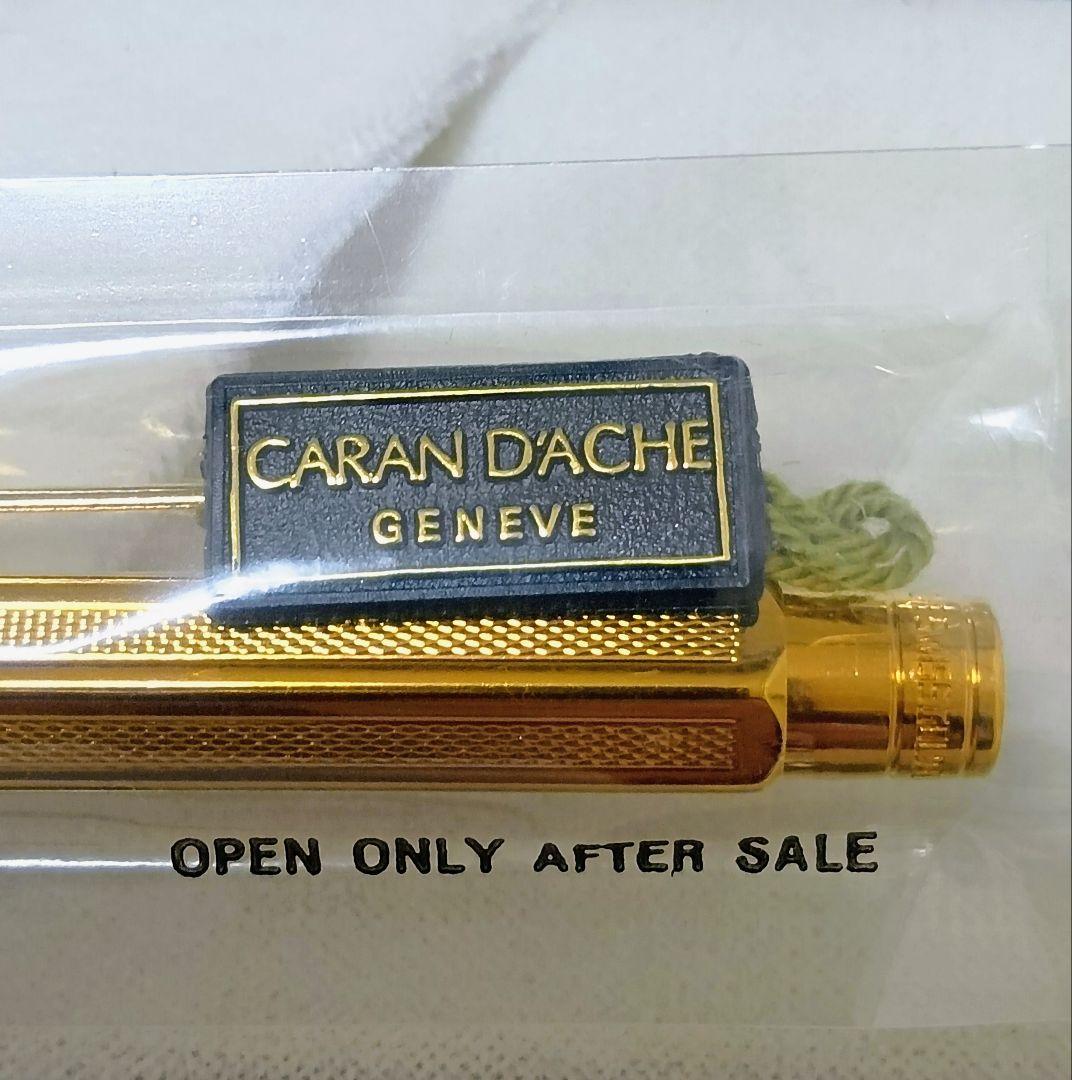 CARAN D'ACHE
GENEVE
OPEN ONLY AFTER SALE